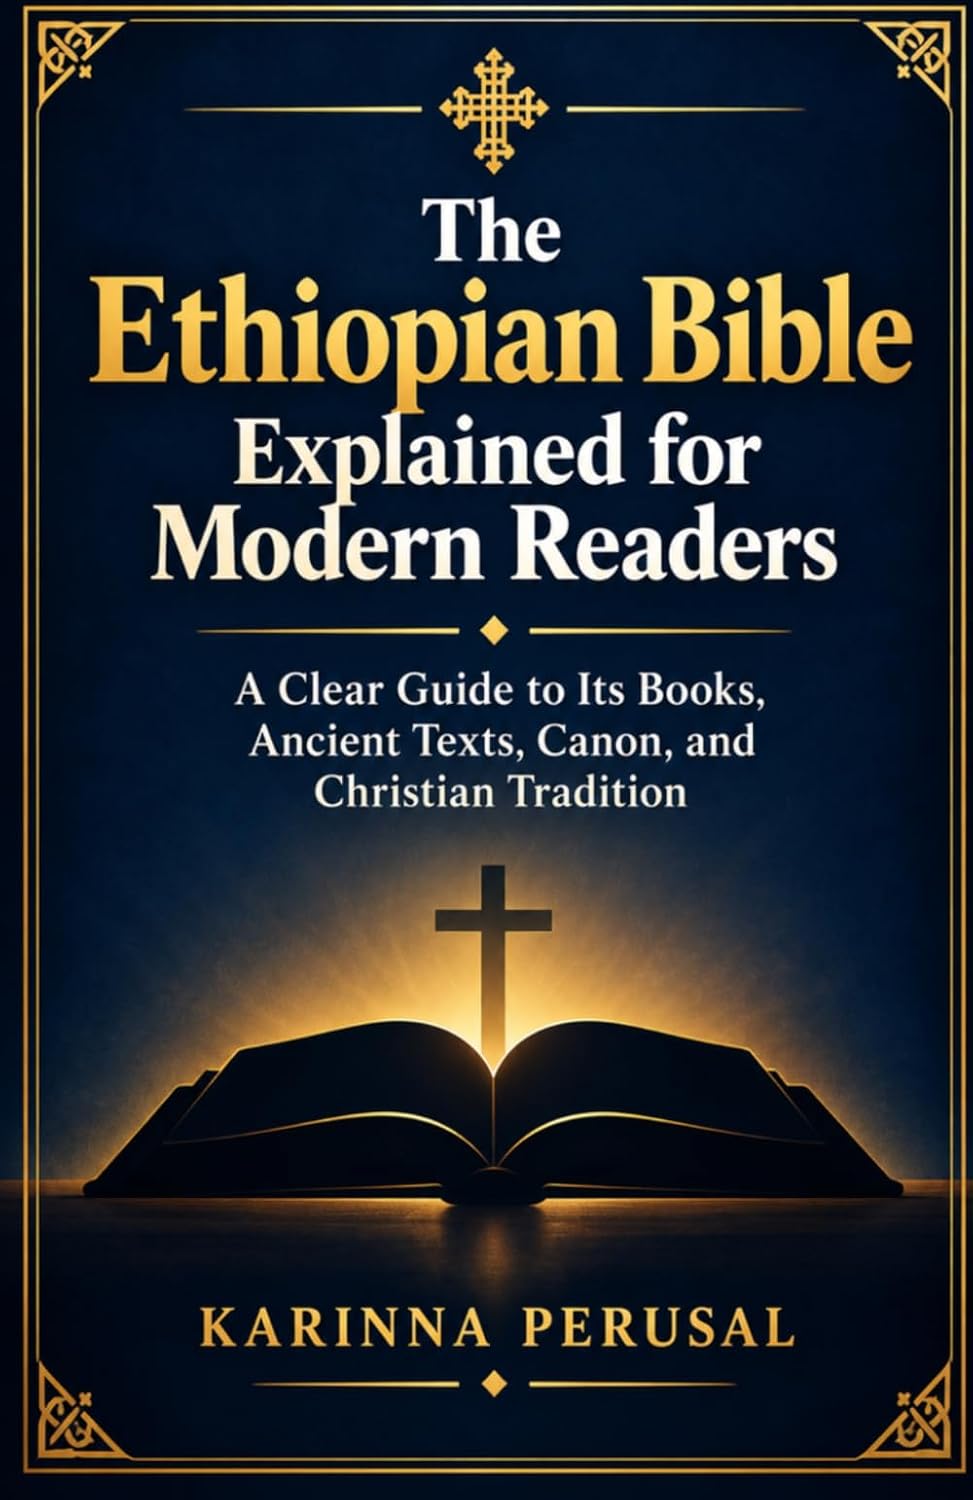 The
Ethiopian Bible
Explained for
Modern Readers
A Clear Guide to Its Books,
Ancient Texts, Canon, and
Christian Tradition
KARINNA PERUSAL